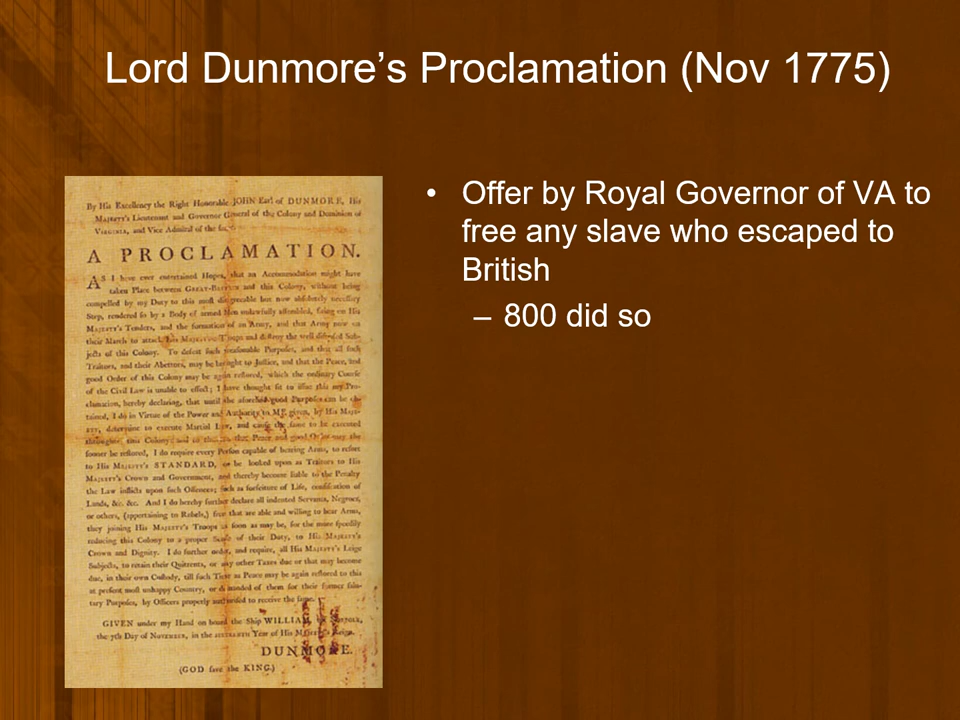 Lord Dunmore's Proclamation (Nov 1775)
By His Excellency the Right Honorable JOHN Earl of DUNMORE, His
MAJESTY's Lieutenant and Governor General of the Colony and Dominion of
VIRGINIA, and Vice Admiral of the
A PROCLAMATION.
AS I have ever entertained Hopes, that an Accommodation might have
taken Place between GREAT-BRITAIN and this Colony, without being
compelled by my Duty to this most disagreeable but now absolutely necessary
Step, rendered so by a Body of armed Men unlawfully assembled, firing on His
MAJESTY's Tenders, and the formation of an Army, and that Army now on
their March to attack His MAJESTY's Troops and destroy the well disposed Sub-
jects of this Colony. To defeat such treasonable Purposes, and that all such
Traitors, and their Abettors, may be brought to Justice, and that the Peace, and
good Order of this Colony may be again restored, which the ordinary Course
of the Civil Law is unable to effect; I have thought fit to issue this my Pro-
clamation, hereby declaring, that until the aforesaid good Purposes can be ob-
tained, I do in Virtue of the Power and Authority to ME given, by His MAJE-
STY, determine to execute Martial Law, and cause the same to be executed
throughout this Colony: and to the that Peace and good Order may the
sooner be restored, I do require every Person capable of bearing Arms, to resort
to His MAJESTY's STANDARD, or be looked upon as Traitors to His
MAJESTY's Crown and Government, and thereby become liable to the Penalty
the Law inflicts upon such Offences; such as forfeiture of Life, confiscation of
Lands, &c. &c. And I do hereby further declare all indented Servants, Negroes,
or others, (appertaining to Rebels,) free that are able and willing to bear Arms,
they joining His MAJESTY's Troops as soon as may be, for the more speedily
reducing this Colony to a proper Sense of their Duty, to His MAJESTY's
Crown and Dignity. I do further order, and require, all His MAJESTY's Liege
Subjects, to retain their Quitrents, or any other Taxes due or that may become
due, in their own Custody, till such Time as Peace may be again restored to this
at present most unhappy Country, or demanded of them for their former salu-
tary Purposes, by Officers properly authorised to receive the same.
GIVEN under my Hand on board the Ship WILLIAM, NORFOLK,
the 7th Day of NOVEMBER, in the SIXTEENTH Year of His MAJESTY's Reign.
DUNMORE.
(GOD save the KING.)
• Offer by Royal Governor of VA to
free any slave who escaped to
British
– 800 did so